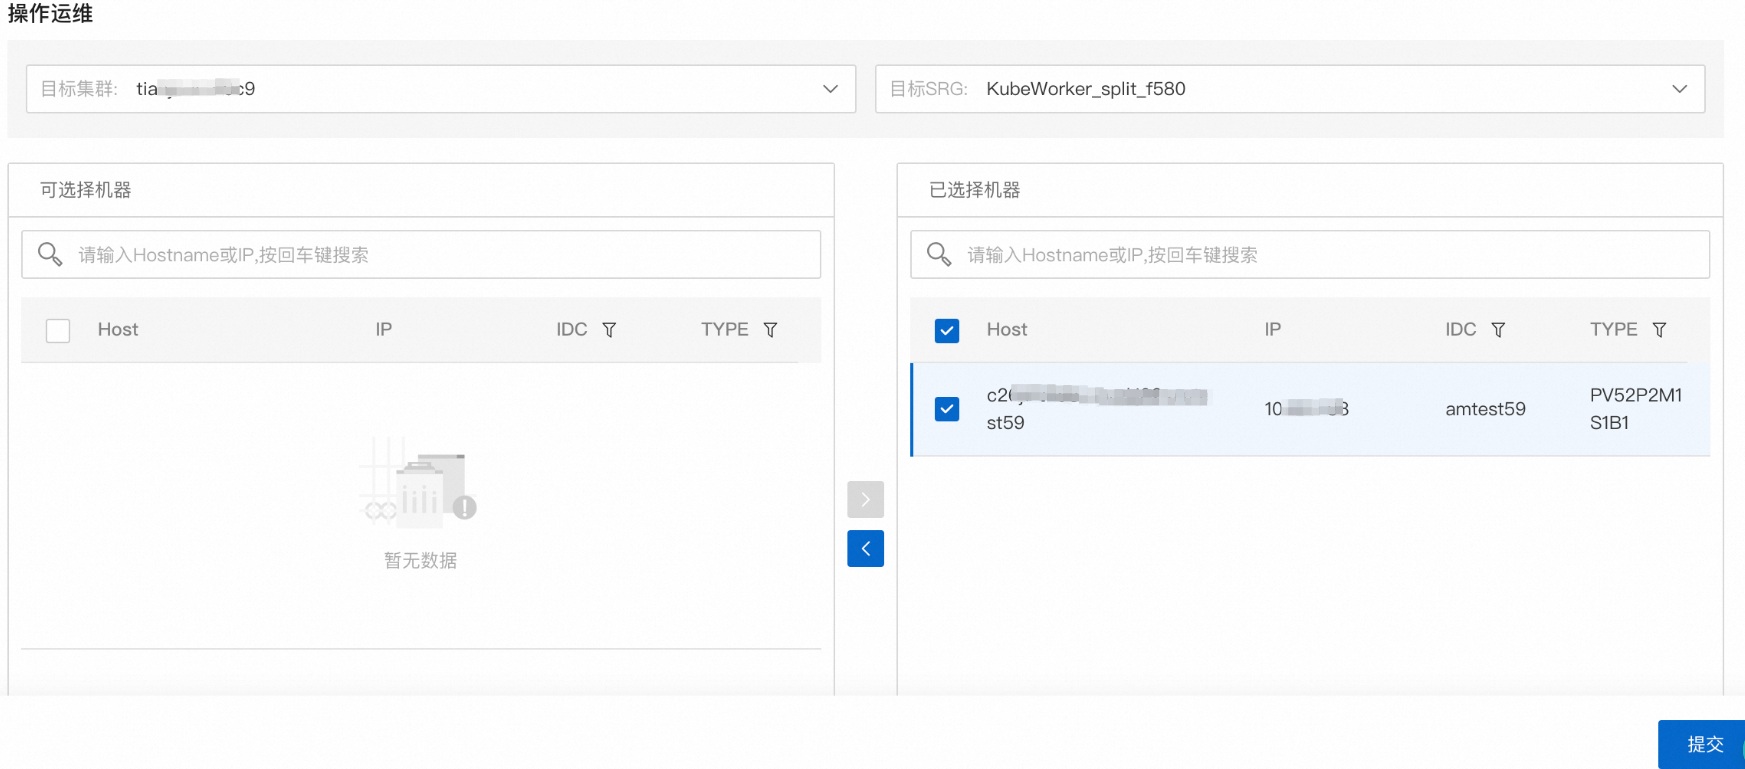 操作运维
目标集群: tia
c9
目标SRG: KubeWorker_split_f580
可选择机器
已选择机器
请输入Hostname或IP,按回车键搜索
请输入Hostname或IP,按回车键搜索
Host IP IDC TYPE
Host IP IDC TYPE
c26
st59
10
amtest59
PV52P2M1
S1B1
暂无数据
提交